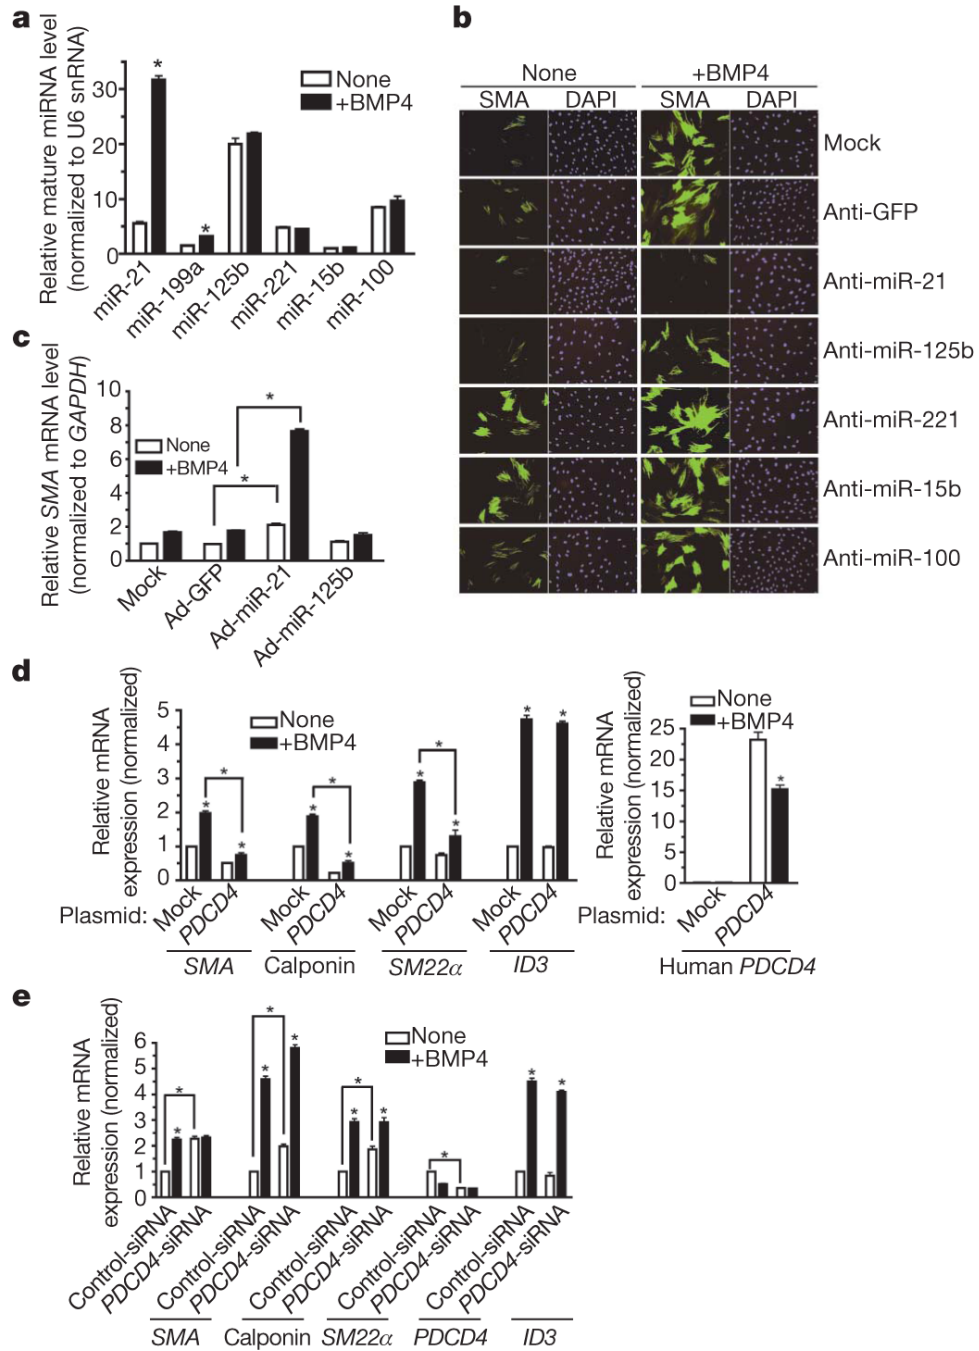 a
Relative mature miRNA level
(normalized to U6 snRNA)
30
20
10
0
*
*
None
+BMP4
miR-21
miR-199a
miR-125b
miR-221
miR-15b
miR-100
b
None
+BMP4
SMA
DAPI
SMA
DAPI
Mock
Anti-GFP
Anti-miR-21
Anti-miR-125b
Anti-miR-221
Anti-miR-15b
Anti-miR-100
c
Relative SMA mRNA level
(normalized to GAPDH)
10
8
6
4
2
0
None
+BMP4
*
*
Mock
Ad-GFP
Ad-miR-21
Ad-miR-125b
d
Relative mRNA
expression (normalized)
5
4
3
2
1
0
None
+BMP4
*
*
*
*
*
*
*
*
*
*
*
Plasmid:
Mock
PDCD4
Mock
PDCD4
Mock
PDCD4
Mock
PDCD4
SMA
Calponin
SM22α
ID3
Relative mRNA
expression (normalized)
25
20
15
10
5
0
None
+BMP4
*
Plasmid:
Mock
PDCD4
Human PDCD4
e
Relative mRNA
expression (normalized)
6
5
4
3
2
1
0
None
+BMP4
*
*
*
*
*
*
*
*
*
*
*
Control-siRNA
PDCD4-siRNA
Control-siRNA
PDCD4-siRNA
Control-siRNA
PDCD4-siRNA
Control-siRNA
PDCD4-siRNA
Control-siRNA
PDCD4-siRNA
SMA
Calponin
SM22α
PDCD4
ID3